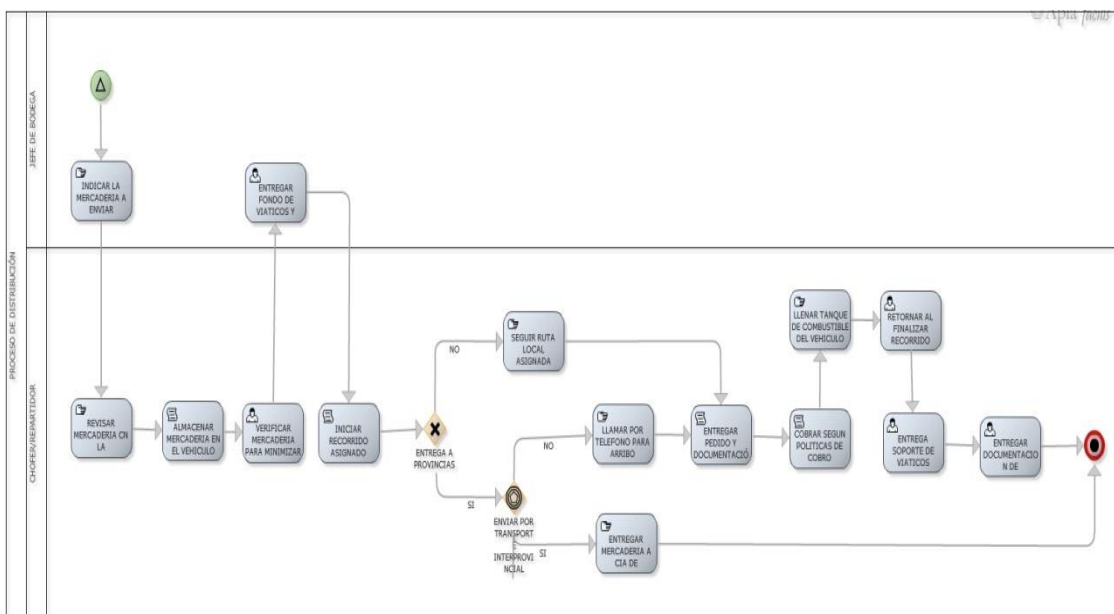 Apia
PROCESO DE DISTRIBUCIÓN
JEFE DE BODEGA
INDICAR LA
MERCADERIA A
ENVIAR
ENTREGAR
FONDO DE
VIATICOS Y
CHOFER/REPARTIDOR
REVISAR
MERCADERIA CN
LA
ALMACENAR
MERCADERIA EN
EL VEHICULO
VERIFICAR
MERCADERIA
PARA MINIMIZAR
INICIAR
RECORRIDO
ASIGNADO
ENTREGA A
PROVINCIAS
NO
SEGUIR RUTA
LOCAL
ASIGNADA
SI
ENVIAR POR
TRANSPORT
E
INTERPROVI
NCIAL
NO
LLAMAR POR
TELEFONO PARA
ARRIBO
SI
ENTREGAR
MERCADERIA A
CIA DE
ENTREGAR
PEDIDO Y
DOCUMENTACIÓ
COBRAR SEGUN
POLITICAS DE
COBRO
LLENAR TANQUE
DE COMBUSTIBLE
DEL VEHICULO
RETORNAR AL
FINALIZAR
RECORRIDO
ENTREGA
SOPORTE DE
VIATICOS
ENTREGAR
DOCUMENTACIO
N DE